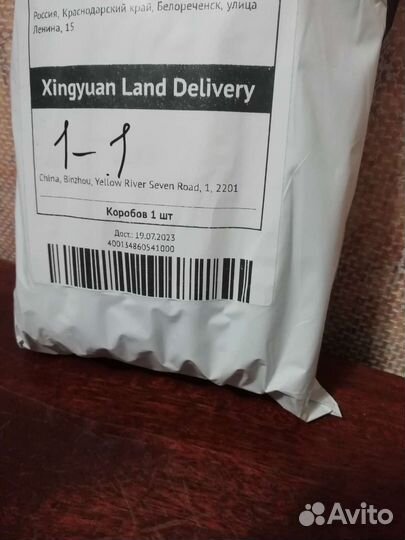 Россия, Краснодарский край, Белореченск, улица
Ленина, 15
Xingyuan Land Delivery
1-1
China, Binzhou, Yellow River Seven Road, 1, 2201
Коробов 1 шт
Дост.: 19.07.2023
400154860541000
Avito